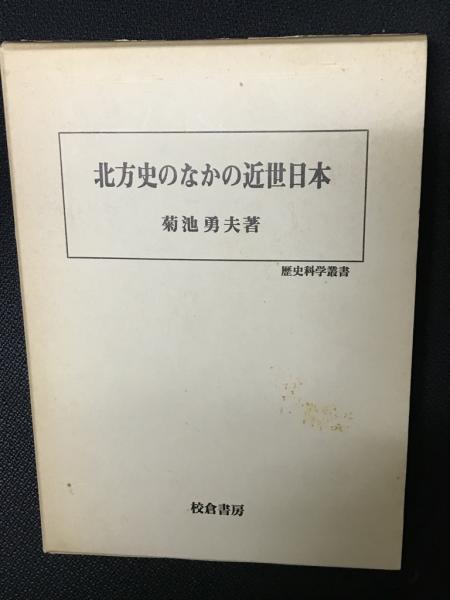 北方史のなかの近世日本
菊池勇夫著
歴史科学叢書
校倉書房